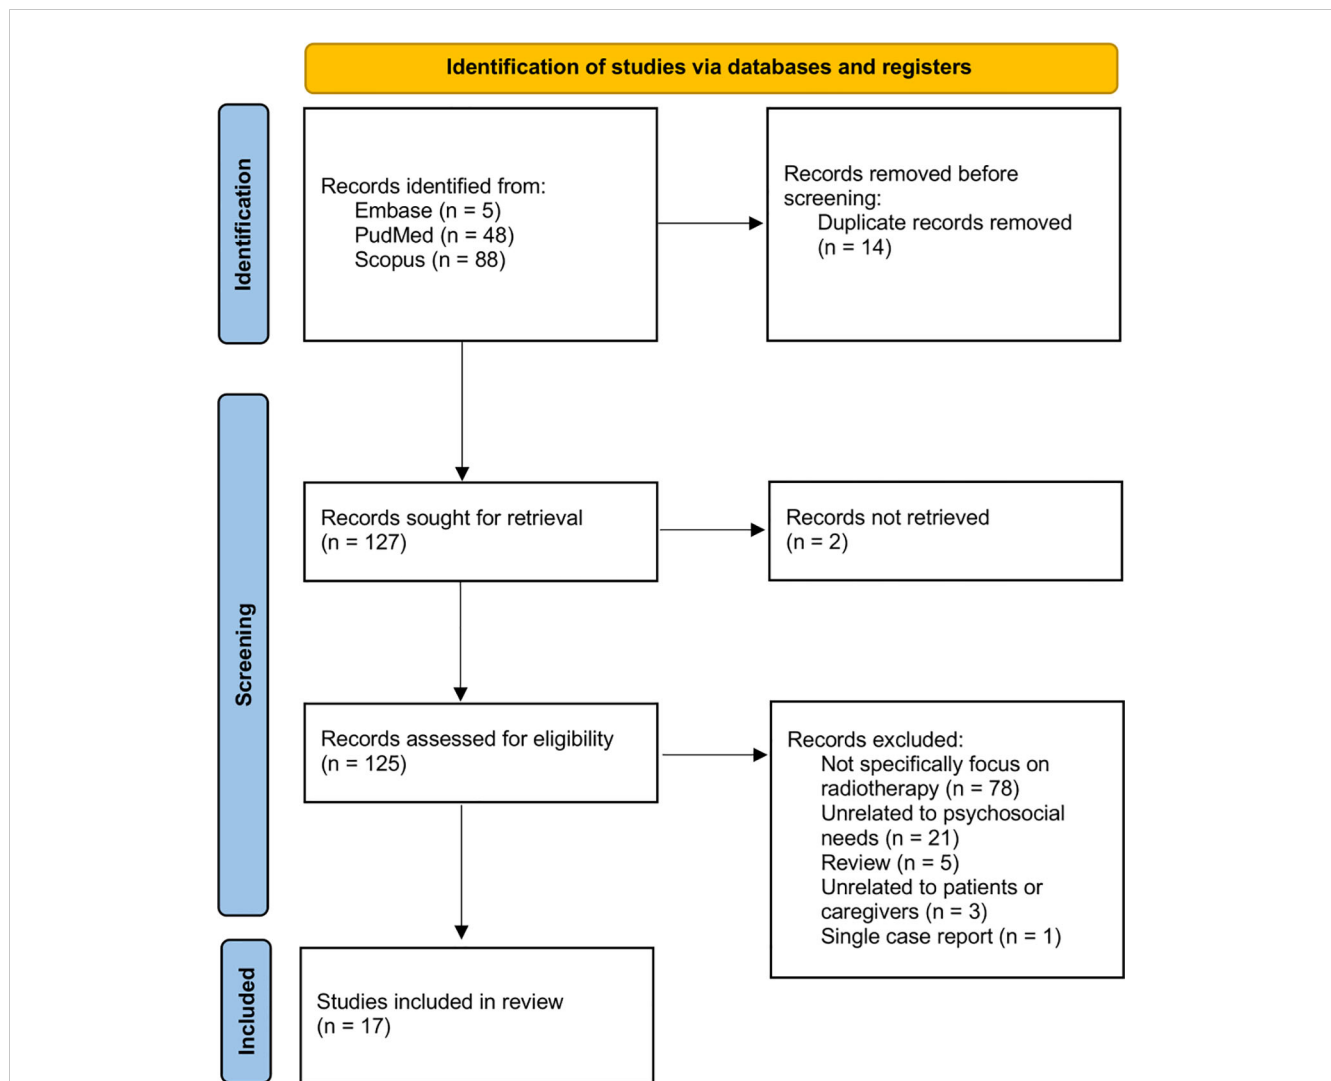 Identification of studies via databases and registers
Identification
Records identified from:
Embase (n = 5)
PudMed (n = 48)
Scopus (n = 88)
Records removed before
screening:
Duplicate records removed
(n = 14)
Screening
Records sought for retrieval
(n = 127)
Records not retrieved
(n = 2)
Records assessed for eligibility
(n = 125)
Records excluded:
Not specifically focus on
radiotherapy (n = 78)
Unrelated to psychosocial
needs (n = 21)
Review (n = 5)
Unrelated to patients or
caregivers (n = 3)
Single case report (n = 1)
Included
Studies included in review
(n = 17)